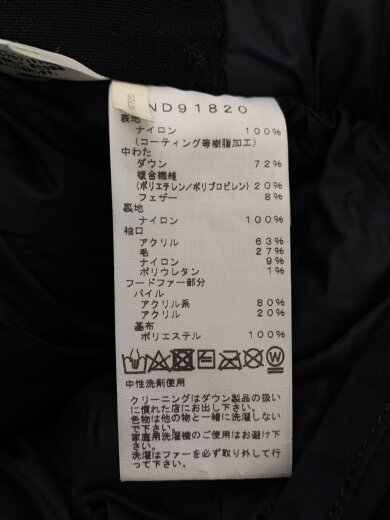 ND91820
表地
ナイロン 100%
(コーティング等樹脂加工)
中わた
ダウン 72%
複合繊維
(ポリエチレン/ポリプロピレン) 20%
フェザー 8%
裏地
ナイロン 100%
袖口
アクリル 63%
毛 27%
ナイロン 9%
ポリウレタン 1%
フードファー部分
パイル
アクリル系 80%
アクリル 20%
基布
ポリエステル 100%
中性洗剤使用
クリーニングはダウン製品の扱い
に慣れた店にお出し下さい。
色物は他の物と一緒に洗濯しない
で下さい。
家庭用洗濯機のご使用はお避け
下さい。
洗濯はファーを必ず取り外して行
って下さい。